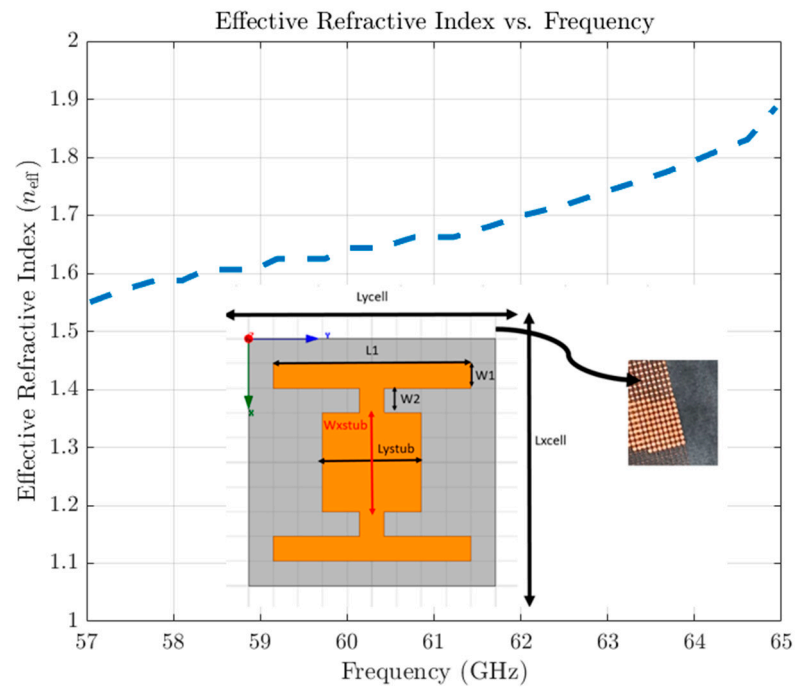 Effective Refractive Index vs. Frequency
Effective Refractive Index (n_eff)
2
1.9
1.8
1.7
1.6
1.5
1.4
1.3
1.2
1.1
1
Lycell
Z
Y
X
L1
W1
W2
Wxstub
Lystub
Lxcell
57 58 59 60 61 62 63 64 65
Frequency (GHz)